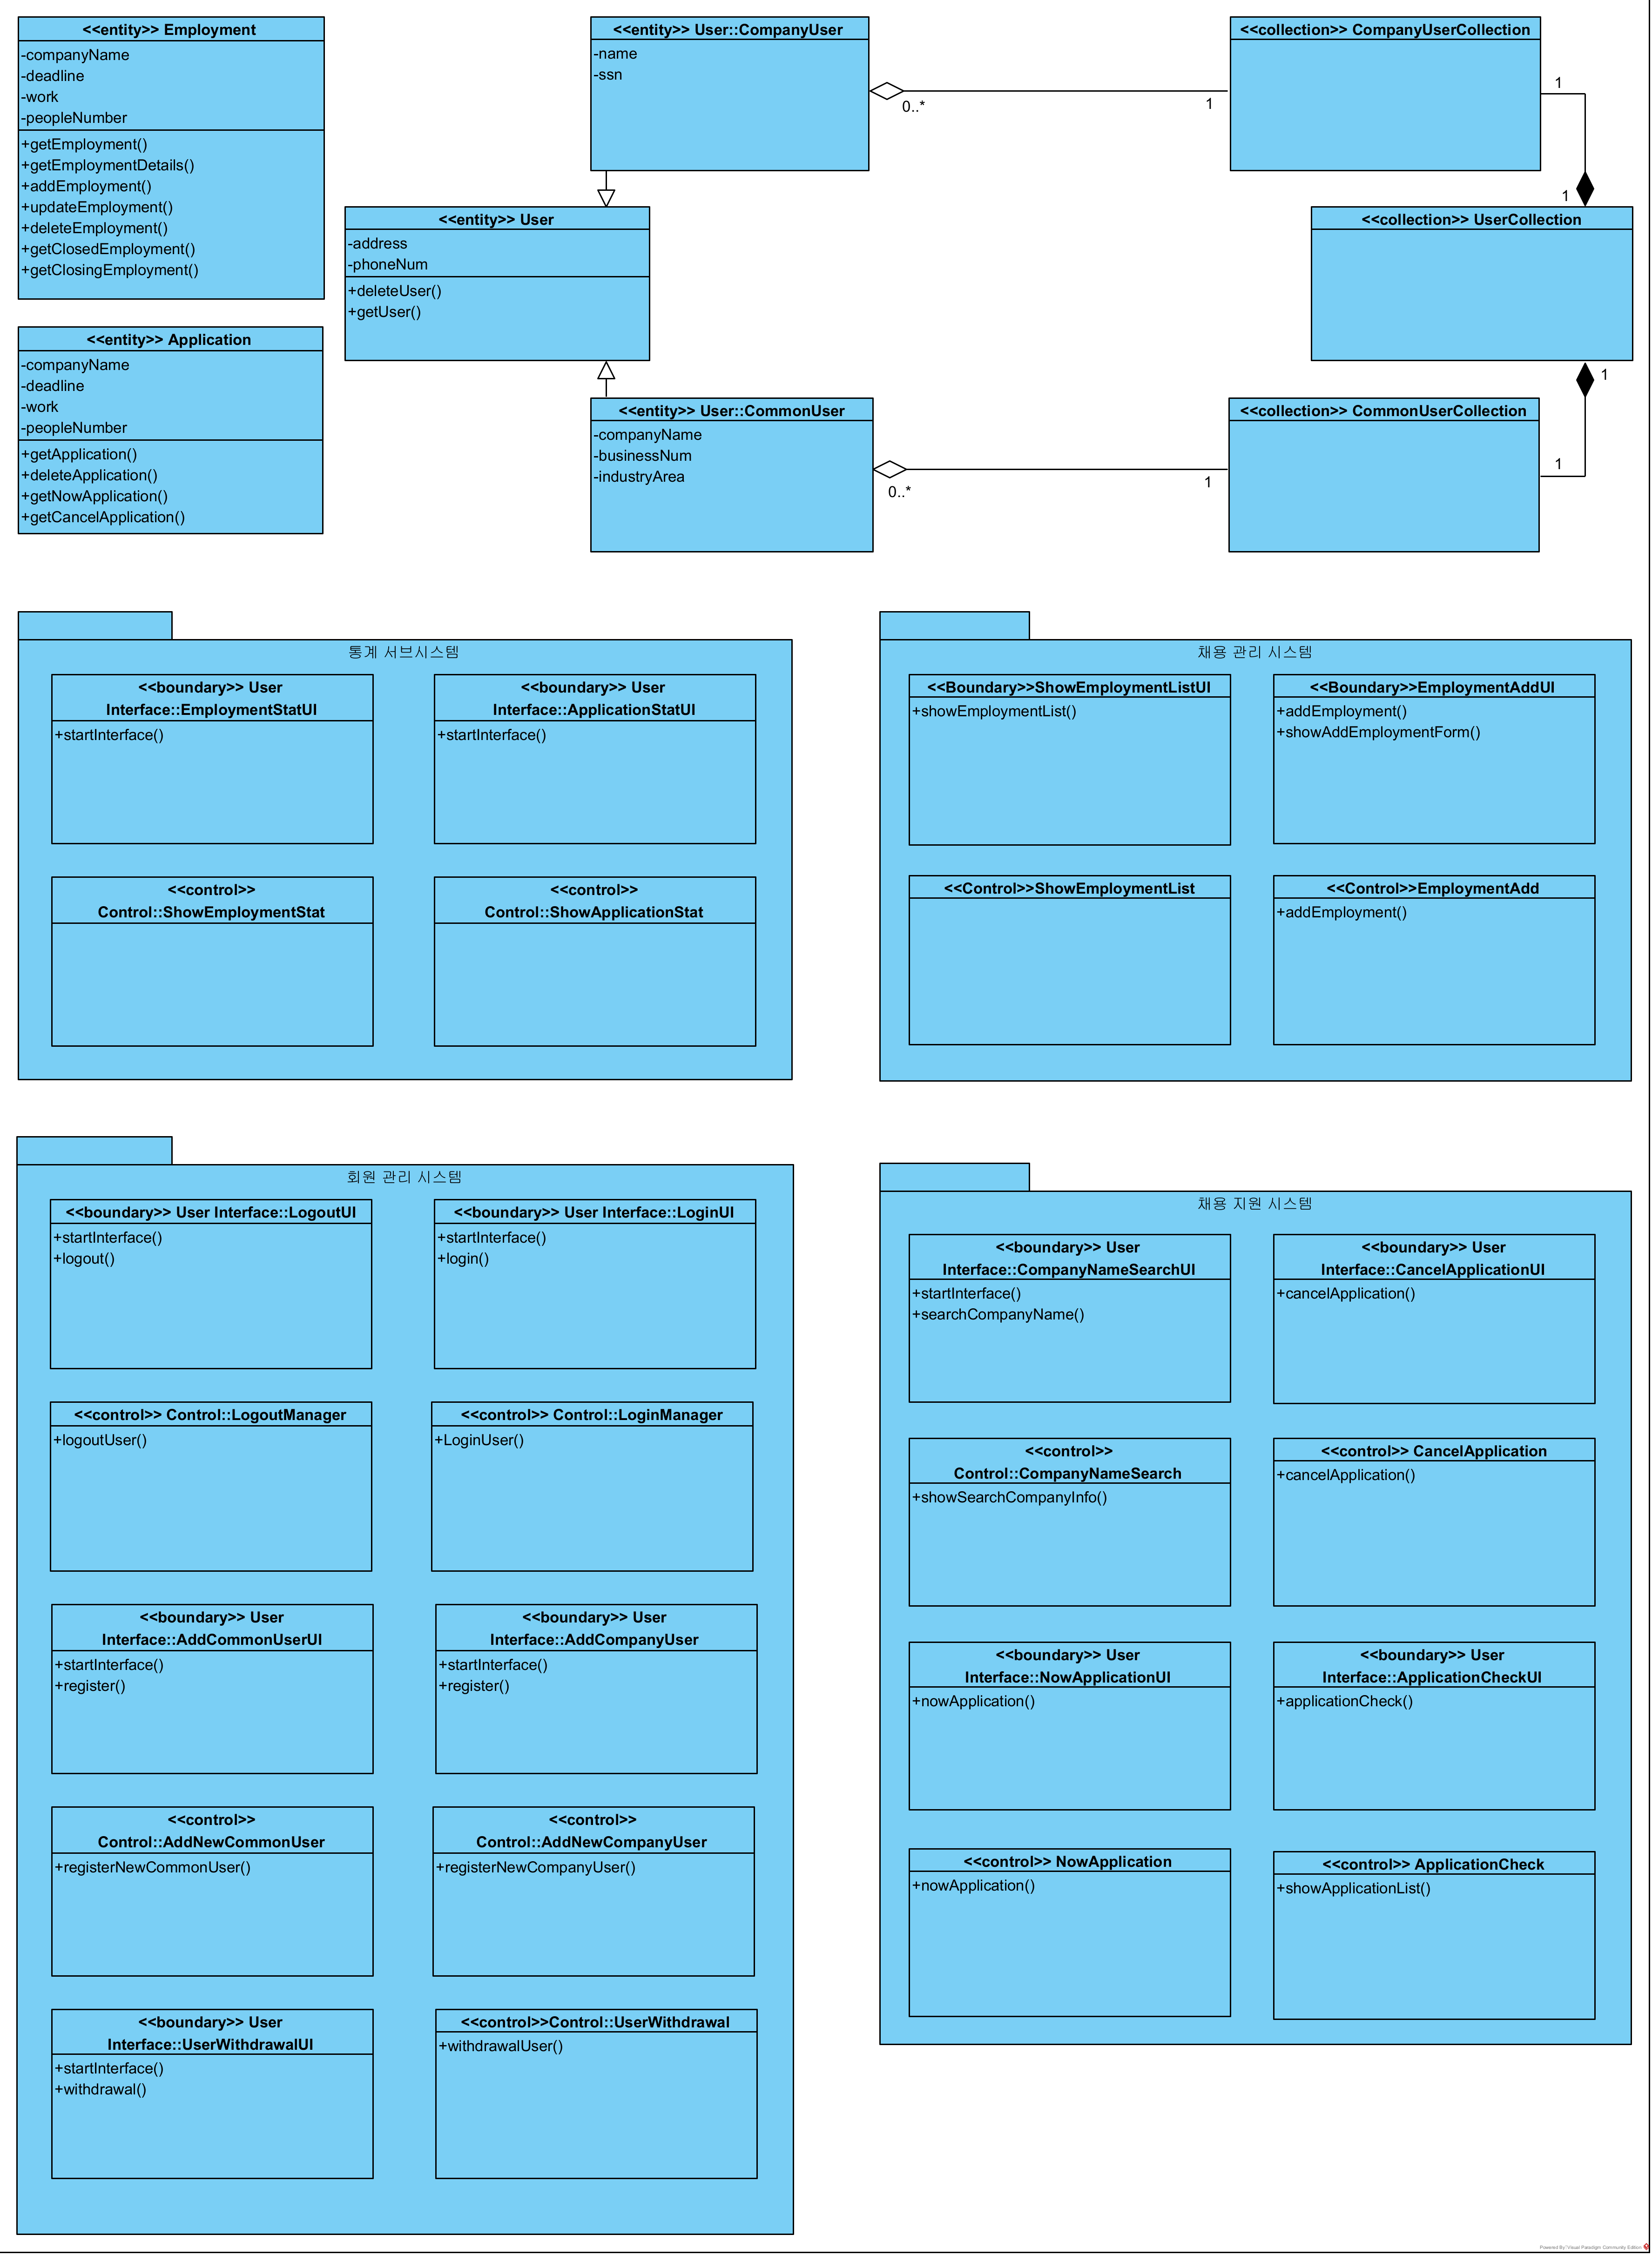 <<entity>> Employment
-companyName
-deadline
-work
-peopleNumber
+getEmployment()
+getEmploymentDetails()
+addEmployment()
+updateEmployment()
+deleteEmployment()
+getClosedEmployment()
+getClosingEmployment()
<<entity>> Application
-companyName
-deadline
-work
-peopleNumber
+getApplication()
+deleteApplication()
+getNowApplication()
+getCancelApplication()
<<entity>> User::CompanyUser
-name
-ssn
0..*
1
<<collection>> CompanyUserCollection
1
1
<<entity>> User
-address
-phoneNum
+deleteUser()
+getUser()
<<collection>> UserCollection
1
<<entity>> User::CommonUser
-companyName
-businessNum
-industryArea
0..*
1
<<collection>> CommonUserCollection
1
통계 서브시스템
<<boundary>> User
Interface::EmploymentStatUI
+startInterface()
<<boundary>> User
Interface::ApplicationStatUI
+startInterface()
<<control>>
Control::ShowEmploymentStat
<<control>>
Control::ShowApplicationStat
채용 관리 시스템
<<Boundary>>ShowEmploymentListUI
+showEmploymentList()
<<Boundary>>EmploymentAddUI
+addEmployment()
+showAddEmploymentForm()
<<Control>>ShowEmploymentList
<<Control>>EmploymentAdd
+addEmployment()
회원 관리 시스템
<<boundary>> User Interface::LogoutUI
+startInterface()
+logout()
<<boundary>> User Interface::LoginUI
+startInterface()
+login()
<<control>> Control::LogoutManager
+logoutUser()
<<control>> Control::LoginManager
+LoginUser()
<<boundary>> User
Interface::AddCommonUserUI
+startInterface()
+register()
<<boundary>> User
Interface::AddCompanyUser
+startInterface()
+register()
<<control>>
Control::AddNewCommonUser
+registerNewCommonUser()
<<control>>
Control::AddNewCompanyUser
+registerNewCompanyUser()
<<boundary>> User
Interface::UserWithdrawalUI
+startInterface()
+withdrawal()
<<control>>Control::UserWithdrawal
+withdrawalUser()
채용 지원 시스템
<<boundary>> User
Interface::CompanyNameSearchUI
+startInterface()
+searchCompanyName()
<<boundary>> User
Interface::CancelApplicationUI
+cancelApplication()
<<control>>
Control::CompanyNameSearch
+showSearchCompanyInfo()
<<control>> CancelApplication
+cancelApplication()
<<boundary>> User
Interface::NowApplicationUI
+nowApplication()
<<boundary>> User
Interface::ApplicationCheckUI
+applicationCheck()
<<control>> NowApplication
+nowApplication()
<<control>> ApplicationCheck
+showApplicationList()
Powered By Visual Paradigm Community Edition